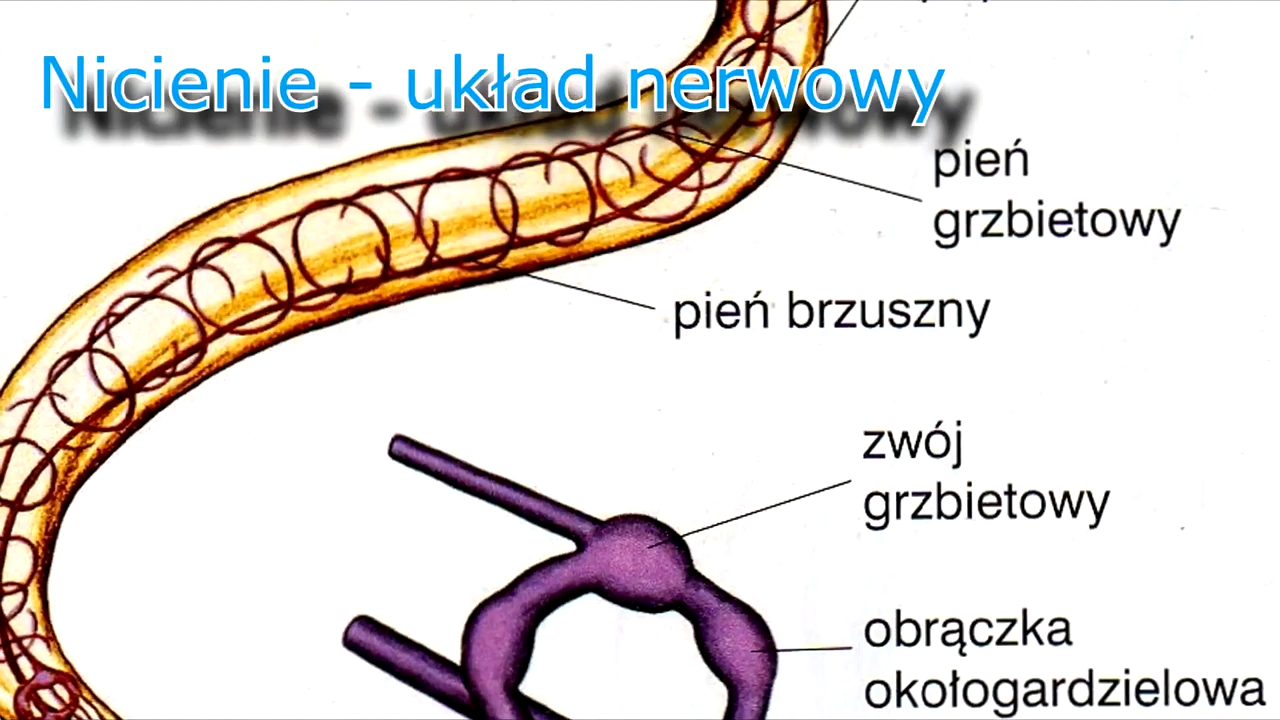 Nicienie - układ nerwowy
pień
grzbietowy
pień brzuszny
zwój
grzbietowy
obrączka
okołogardzielowa